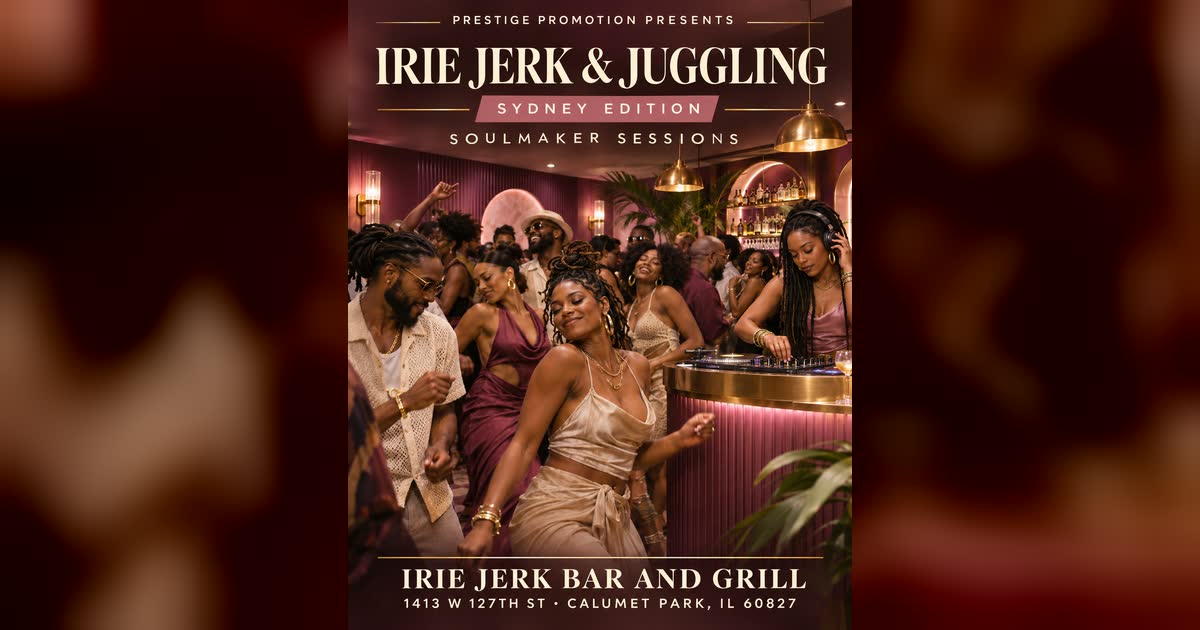 PRESTIGE PROMOTION PRESENTS
IRIE JERK & JUGGLING
SYDNEY EDITION
SOULMAKER SESSIONS
IRIE JERK BAR AND GRILL
1413 W 127TH ST • CALUMET PARK, IL 60827